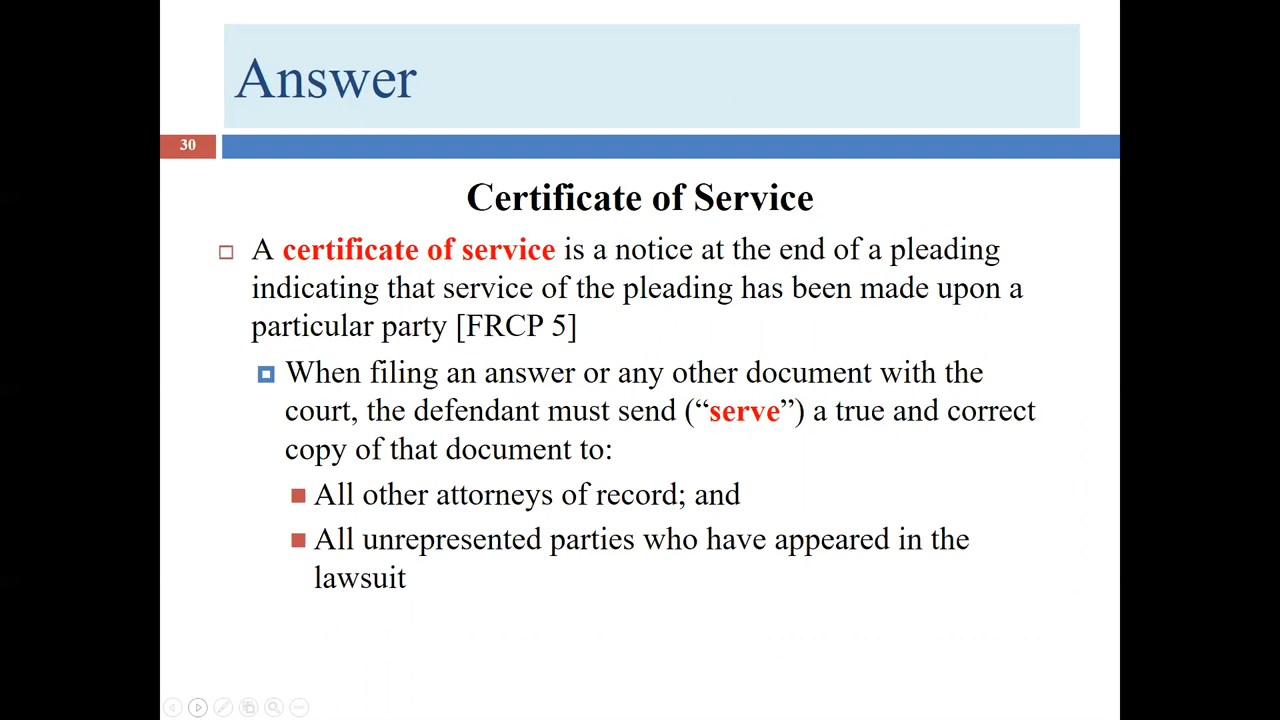 Answer
30
Certificate of Service
A certificate of service is a notice at the end of a pleading
indicating that service of the pleading has been made upon a
particular party [FRCP 5]
When filing an answer or any other document with the
court, the defendant must send (“serve”) a true and correct
copy of that document to:
All other attorneys of record; and
All unrepresented parties who have appeared in the
lawsuit